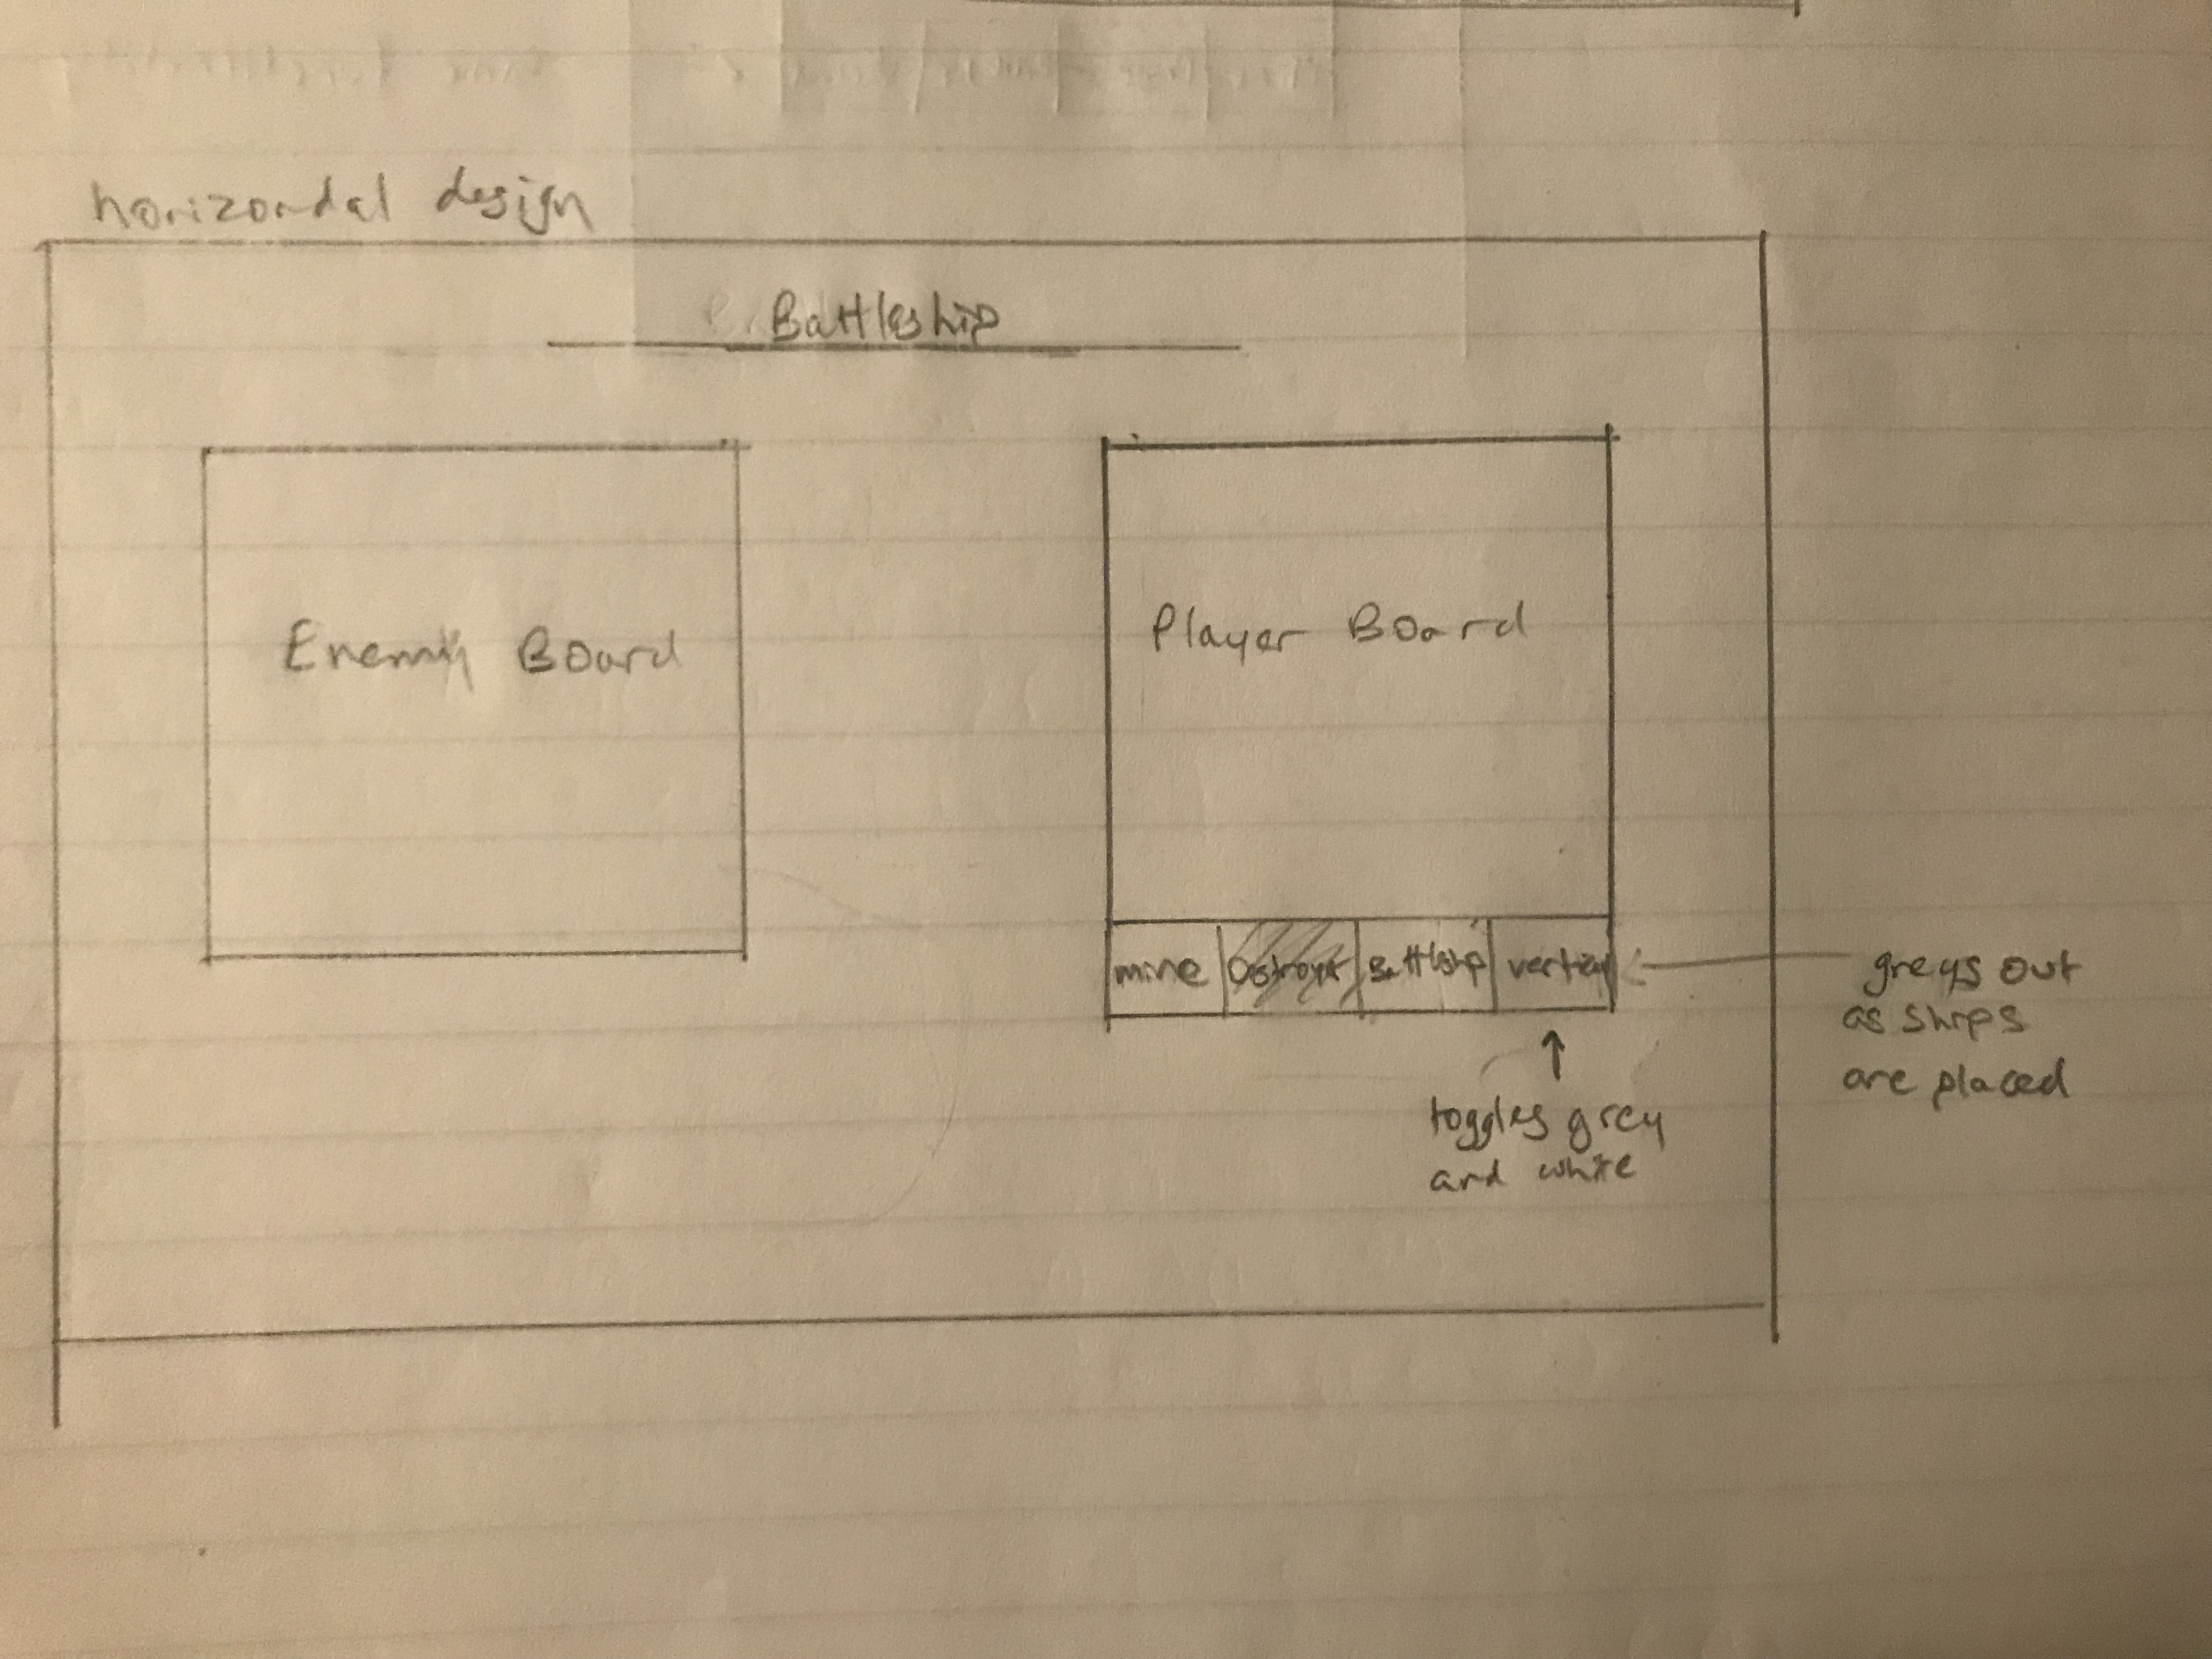 horizondal design
Battleship
Enemy Board
Player Board
mine Destroyer Battleship vertical
greys out
as ships
are placed
toggles grey
and white